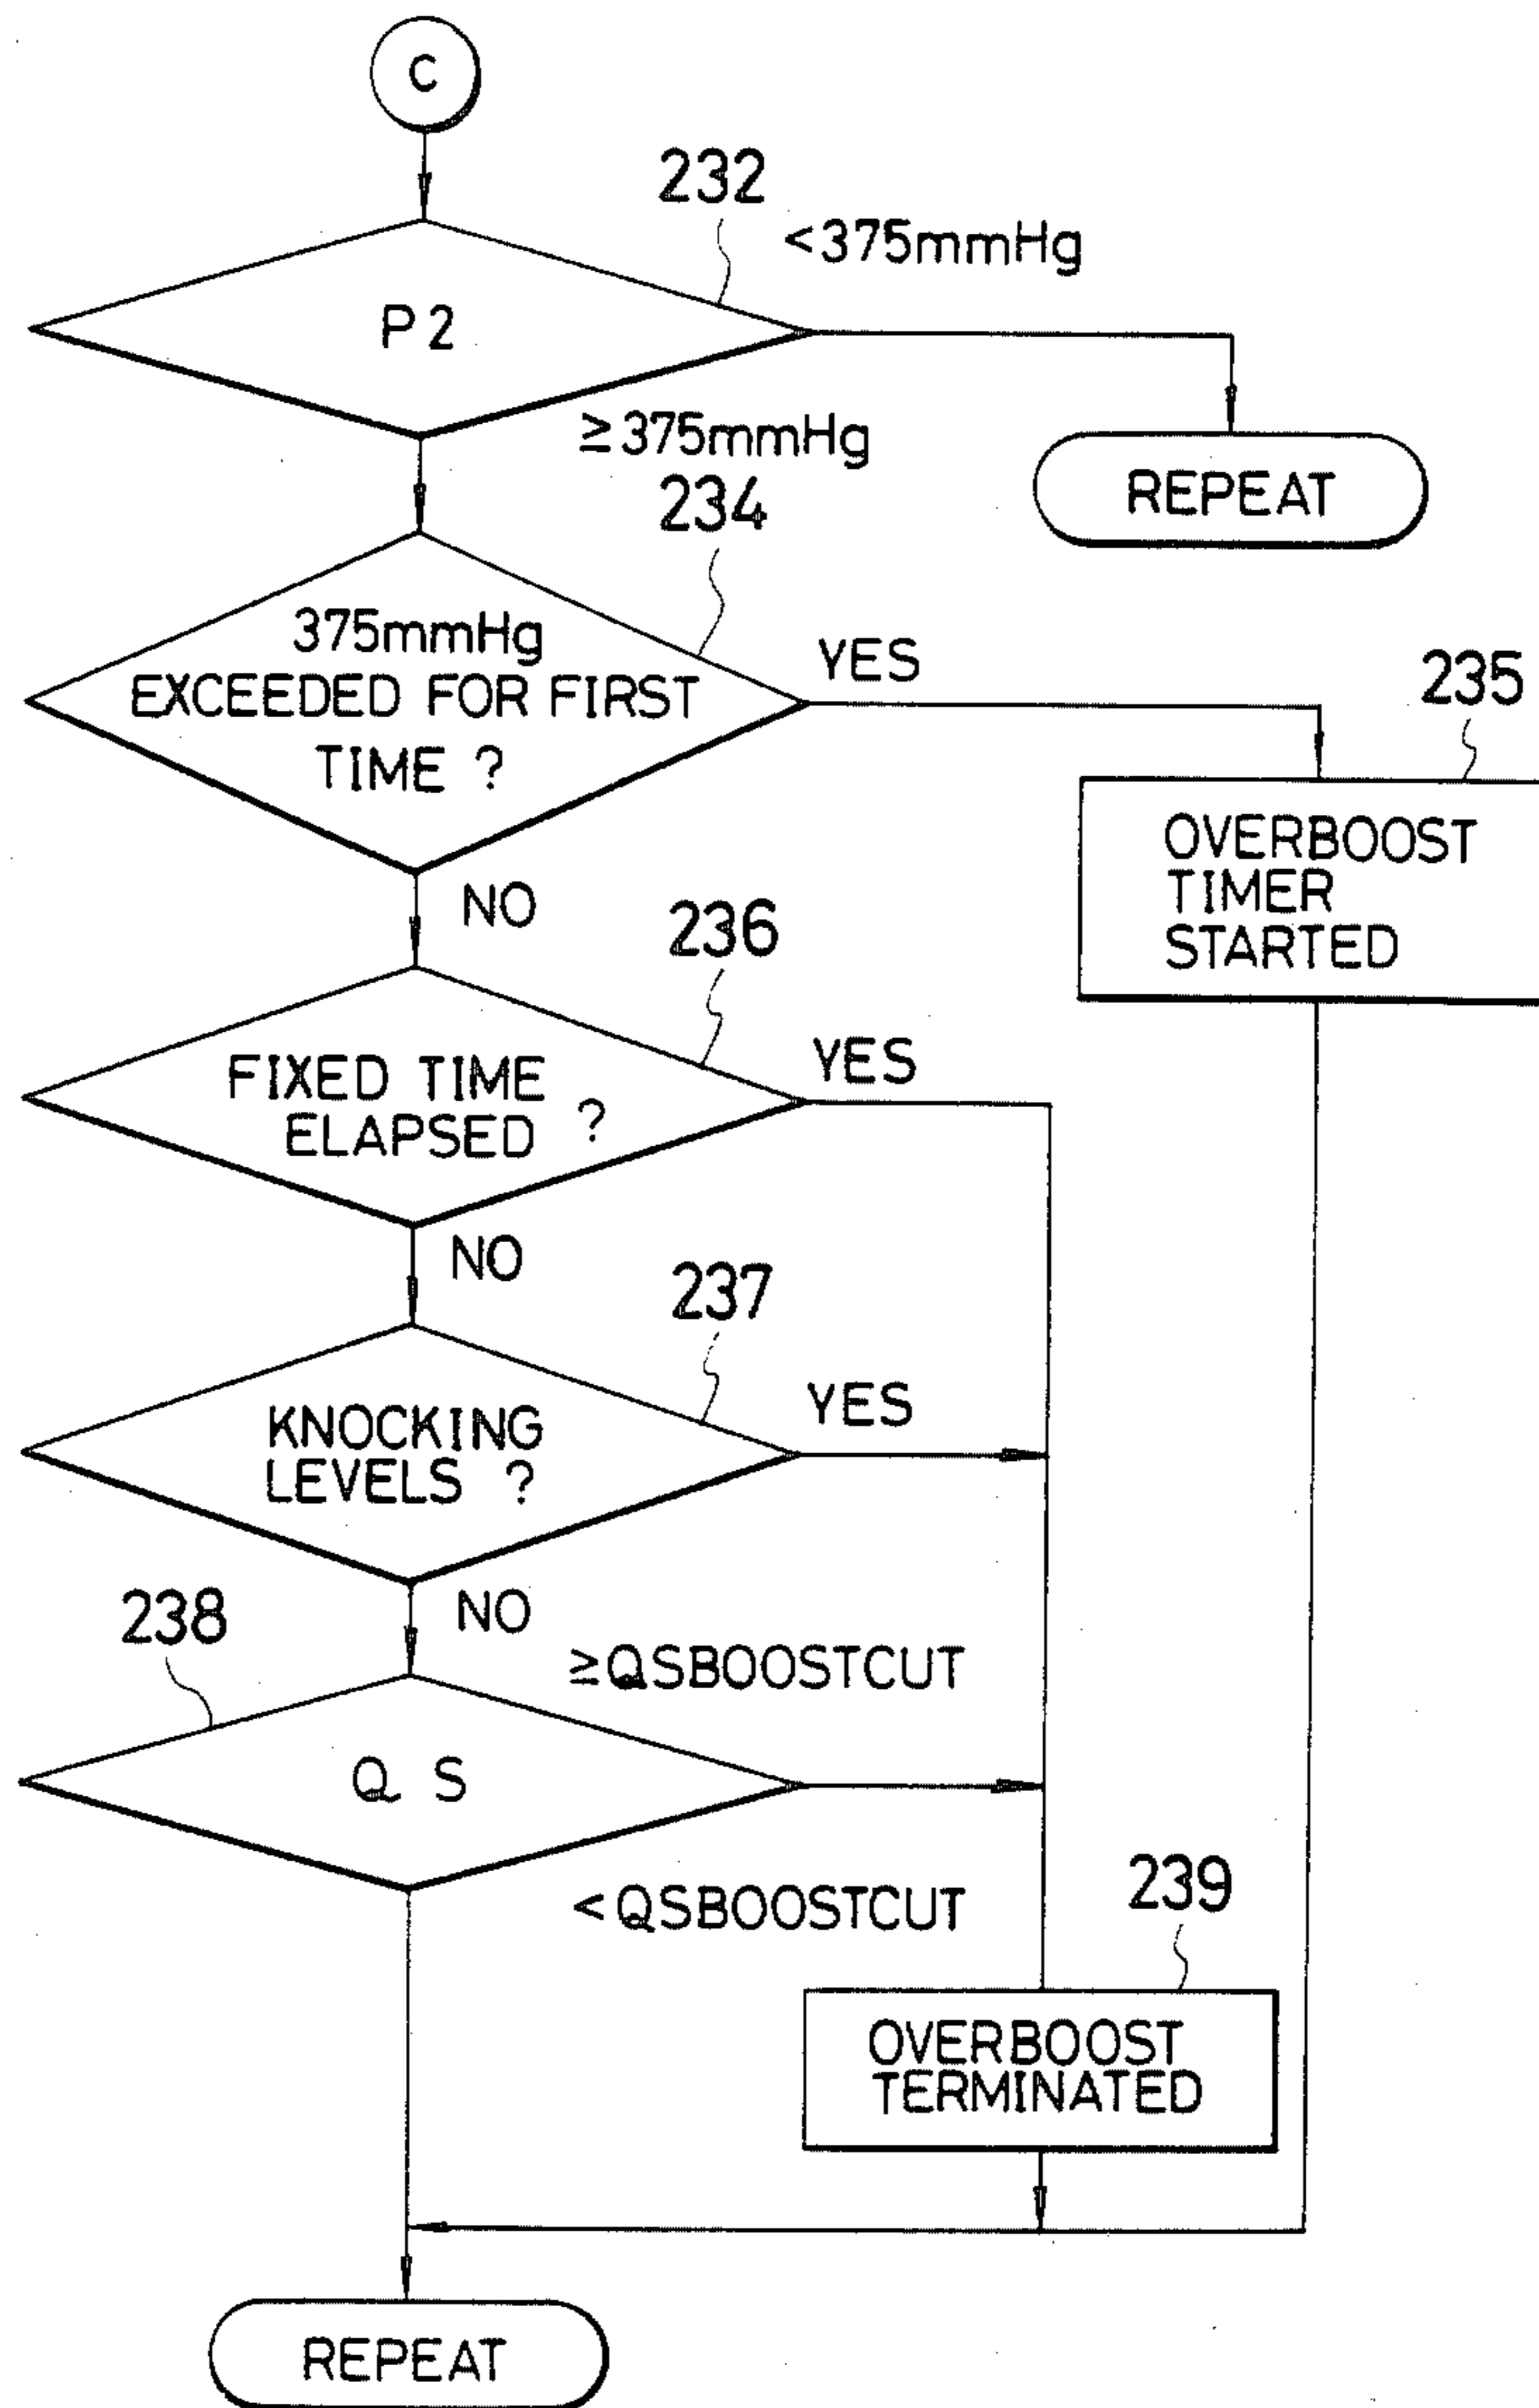 C
232
<375mmHg
P2
≥375mmHg
REPEAT
234
375mmHg
EXCEEDED FOR FIRST
TIME ?
YES
235
OVERBOOST
TIMER
STARTED
NO
236
FIXED TIME
ELAPSED ?
YES
NO
237
KNOCKING
LEVELS ?
YES
NO
238
≥QSBOOSTCUT
Q S
<QSBOOSTCUT
239
OVERBOOST
TERMINATED
REPEAT